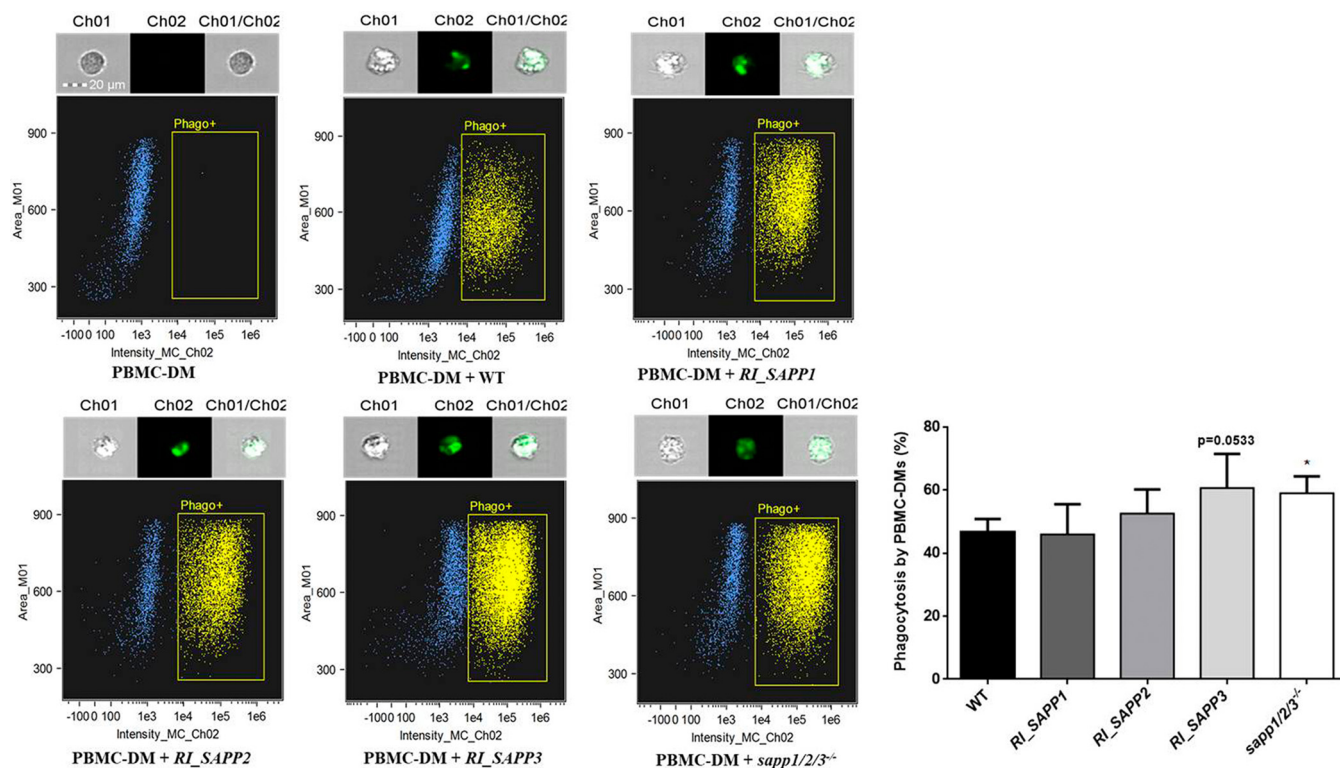 Ch01 Ch02 Ch01/Ch02
20 µm
Phago+
900
600
300
Area_M01
-1000 0 100 1e3 1e4 1e5 1e6
Intensity_MC_Ch02
PBMC-DM
Ch01 Ch02 Ch01/Ch02
Phago+
900
600
300
Area_M01
-1000 0 100 1e3 1e4 1e5 1e6
Intensity_MC_Ch02
PBMC-DM + WT
Ch01 Ch02 Ch01/Ch02
Phago+
900
600
300
Area_M01
-1000 0 100 1e3 1e4 1e5 1e6
Intensity_MC_Ch02
PBMC-DM + RI_SAPP1
Ch01 Ch02 Ch01/Ch02
Phago+
900
600
300
Area_M01
-1000 0 100 1e3 1e4 1e5 1e6
Intensity_MC_Ch02
PBMC-DM + RI_SAPP2
Ch01 Ch02 Ch01/Ch02
Phago+
900
600
300
Area_M01
-1000 0 100 1e3 1e4 1e5 1e6
Intensity_MC_Ch02
PBMC-DM + RI_SAPP3
Ch01 Ch02 Ch01/Ch02
Phago+
900
600
300
Area_M01
-1000 0 100 1e3 1e4 1e5 1e6
Intensity_MC_Ch02
PBMC-DM + sapp1/2/3-/-
Phagocytosis by PBMC-DMs (%)
80
60
40
20
0
p=0.0533
*
WT
RI_SAPP1
RI_SAPP2
RI_SAPP3
sapp1/2/3-/-